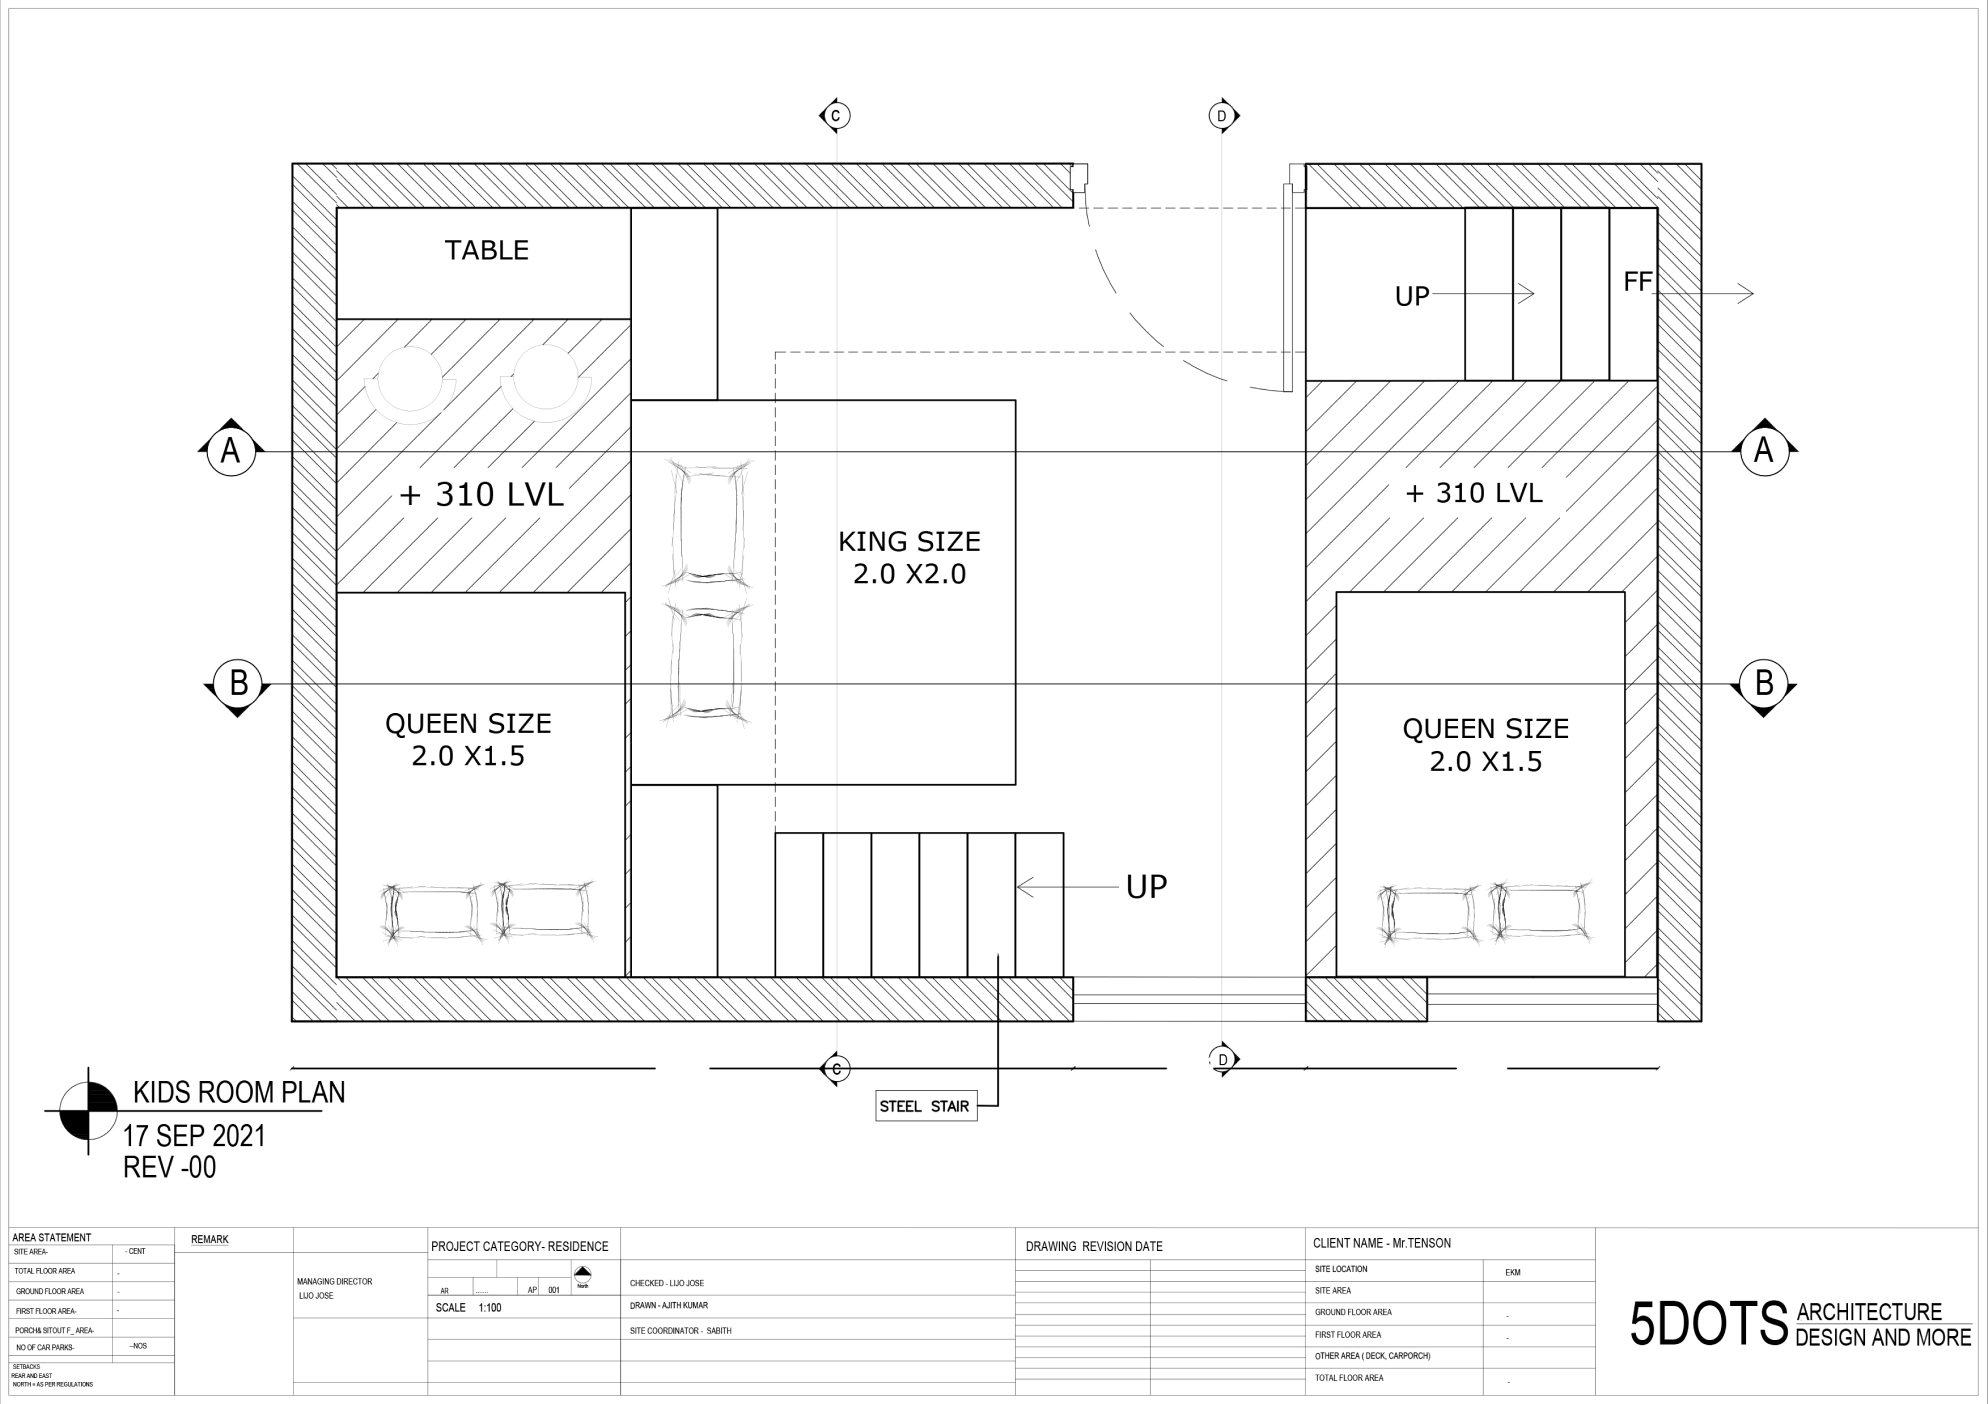 C
D
TABLE
UP
FF
A
A
+ 310 LVL
+ 310 LVL
KING SIZE
2.0 X2.0
B
B
QUEEN SIZE
2.0 X1.5
QUEEN SIZE
2.0 X1.5
UP
C
D
STEEL STAIR
KIDS ROOM PLAN
17 SEP 2021
REV -00
AREA STATEMENT
SITE AREA-
- CENT
TOTAL FLOOR AREA
-
GROUND FLOOR AREA
-
FIRST FLOOR AREA-
-
PORCH& SITOUT F_ AREA-
NO OF CAR PARKS-
--NOS
SETBACKS
REAR AND EAST
NORTH = AS PER REGULATIONS
REMARK
MANAGING DIRECTOR
LIJO JOSE
PROJECT CATEGORY- RESIDENCE
North
AR
......
AP
001
SCALE 1:100
CHECKED - LIJO JOSE
DRAWN - AJITH KUMAR
SITE COORDINATOR - SABITH
DRAWING REVISION DATE
CLIENT NAME - Mr.TENSON
SITE LOCATION
EKM
SITE AREA
GROUND FLOOR AREA
-
FIRST FLOOR AREA
-
OTHER AREA ( DECK, CARPORCH)
TOTAL FLOOR AREA
-
5DOTS
ARCHITECTURE
DESIGN AND MORE